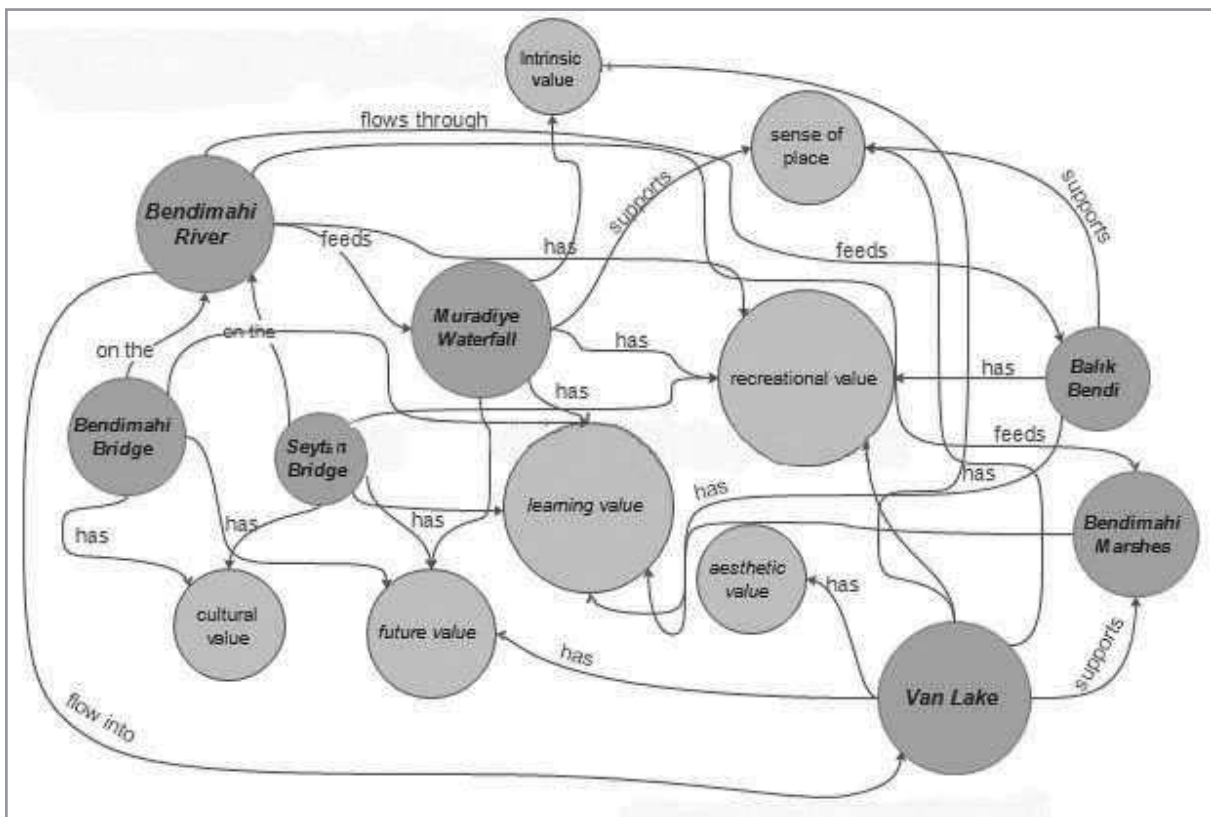 Intrinsic
value
flows through
sense of
place
supports
supports
Bendimahi
River
feeds
has
feeds
Muradiye
Waterfall
on the
on the
has
has
recreational value
has
Balık
Bendi
Bendimahi
Bridge
Seytan
Bridge
feeds
has
has
learning value
has
has
has
Bendimahi
Marshes
aesthetic
value
has
cultural
value
future value
has
supports
Van Lake
flow into